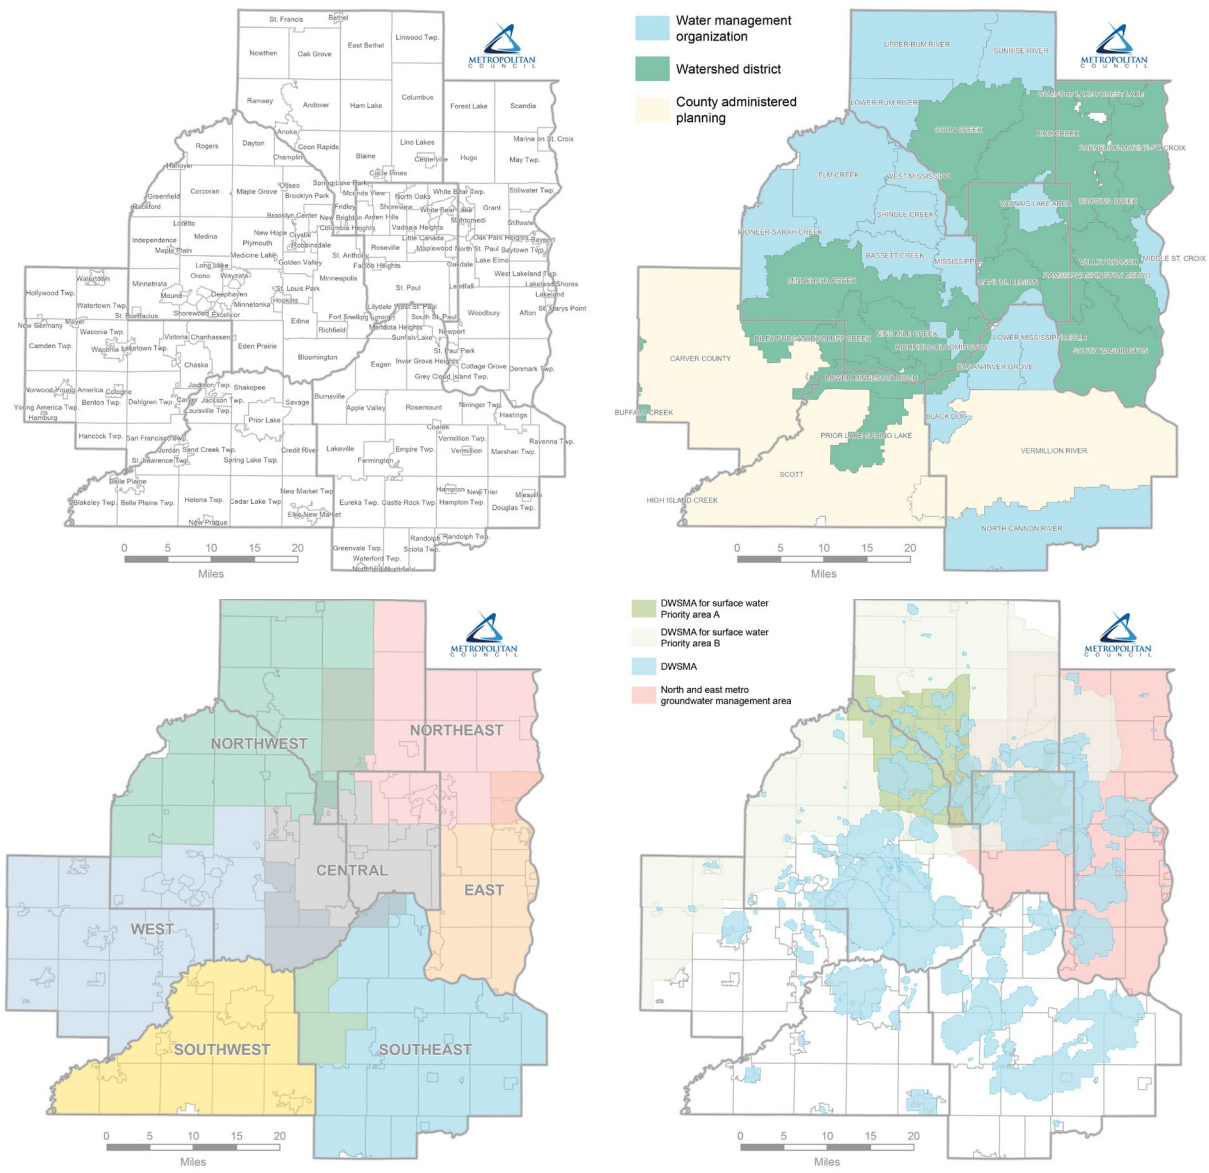 St. Francis
Bethel
Linwood Twp.
Nowthen
Oak Grove
East Bethel
METROPOLITAN
COUNCIL
Ramsey
Andover
Ham Lake
Columbus
Forest Lake
Scandia
Anoka
Rogers
Dayton
Coon Rapids
Lino Lakes
Marine on St. Croix
Champlin
Blaine
Centerville
Hugo
May Twp.
Hanover
Circle Pines
Corcoran
Maple Grove
Osseo
Spring Lake Park
Mounds View
North Oaks
White Bear Twp.
Stillwater Twp.
Greenfield
Rockford
Brooklyn Park
Fridley
Shoreview
Grant
Loretto
Brooklyn Center
New Brighton
Arden Hills
White Bear Lake
Mahtomedi
Stillwater
Independence
Medina
New Hope
Crystal
Columbia Heights
Vadnais Heights
Maple Plain
Plymouth
Robbinsdale
Little Canada
Oak Park Heights
Bayport
Medicine Lake
St. Anthony
Roseville
Maplewood
North St. Paul
Baytown Twp.
Long Lake
Golden Valley
Falcon Heights
Oakdale
Lake Elmo
Watertown
Orono
Wayzata
Minneapolis
West Lakeland Twp.
Hollywood Twp.
Minnetrista
Deephaven
St. Louis Park
St. Paul
Landfall
Lakeland Shores
Lakeland
Watertown Twp.
Mound
Minnetonka
Hopkins
Lilydale
West St. Paul
Woodbury
Afton
St. Marys Point
St. Bonifacius
Shorewood
Excelsior
Edina
Fort Snelling (unorg.)
South St. Paul
New Germany
Mayer
Waconia Twp.
Victoria
Chanhassen
Richfield
Mendota Heights
Newport
Camden Twp.
Waconia
Laketown Twp.
Eden Prairie
Sunfish Lake
St. Paul Park
Chaska
Bloomington
Eagan
Inver Grove Heights
Cottage Grove
Denmark Twp.
Norwood Young America
Cologne
Jackson Twp.
Shakopee
Grey Cloud Island Twp.
Young America Twp.
Benton Twp.
Dahlgren Twp.
Carver
Jackson Twp.
Savage
Burnsville
Apple Valley
Rosemount
Nininger Twp.
Hastings
Hamburg
Louisville Twp.
Prior Lake
Coates
Hancock Twp.
San Francisco Twp.
Lakeville
Vermillion Twp.
Ravenna Twp.
Jordan
Sand Creek Twp.
Credit River
Empire Twp.
Vermillion
Marshan Twp.
St. Lawrence Twp.
Spring Lake Twp.
Farmington
Belle Plaine
Blakeley Twp.
Belle Plaine Twp.
Helena Twp.
Cedar Lake Twp.
New Market Twp.
Eureka Twp.
Castle Rock Twp.
Hampton
New Trier
Miesville
Hampton Twp.
Douglas Twp.
Elko New Market
New Prague
Randolph
Randolph Twp.
Greenvale Twp.
Sciota Twp.
Waterford Twp.
Northfield
0 5 10 15 20
Miles
Water management
organization
Watershed district
County administered
planning
METROPOLITAN
COUNCIL
UPPER RUM RIVER
SUNRISE RIVER
COMFORT LAKE FOREST LAKE
LOWER RUM RIVER
COON CREEK
RICE CREEK
CARNELIAN-MARINE-ST. CROIX
ELM CREEK
WEST MISSISSIPPI
VADNAIS LAKE AREA
BROWNS CREEK
SHINGLE CREEK
PIONEER-SARAH CREEK
BASSETT CREEK
MISSISSIPPI
VALLEY BRANCH
MIDDLE ST. CROIX
RAMSEY/WASHINGTON METRO
MINNEHAHA CREEK
CAPITOL REGION
NINE MILE CREEK
LOWER MISSISSIPPI RIVER
RILEY-PURGATORY-BLUFF CREEK
RICHFIELD-BLOOMINGTON
SOUTH WASHINGTON
CARVER COUNTY
EAGAN-INVER GROVE
LOWER MINNESOTA RIVER
BUFFALO CREEK
BLACK DOG
PRIOR LAKE-SPRING LAKE
VERMILLION RIVER
SCOTT
HIGH ISLAND CREEK
NORTH CANNON RIVER
0 5 10 15 20
Miles
METROPOLITAN
COUNCIL
NORTHWEST
NORTHEAST
CENTRAL
EAST
WEST
SOUTHWEST
SOUTHEAST
0 5 10 15 20
Miles
DWSMA for surface water
Priority area A
DWSMA for surface water
Priority area B
DWSMA
North and east metro
groundwater management area
METROPOLITAN
COUNCIL
0 5 10 15 20
Miles